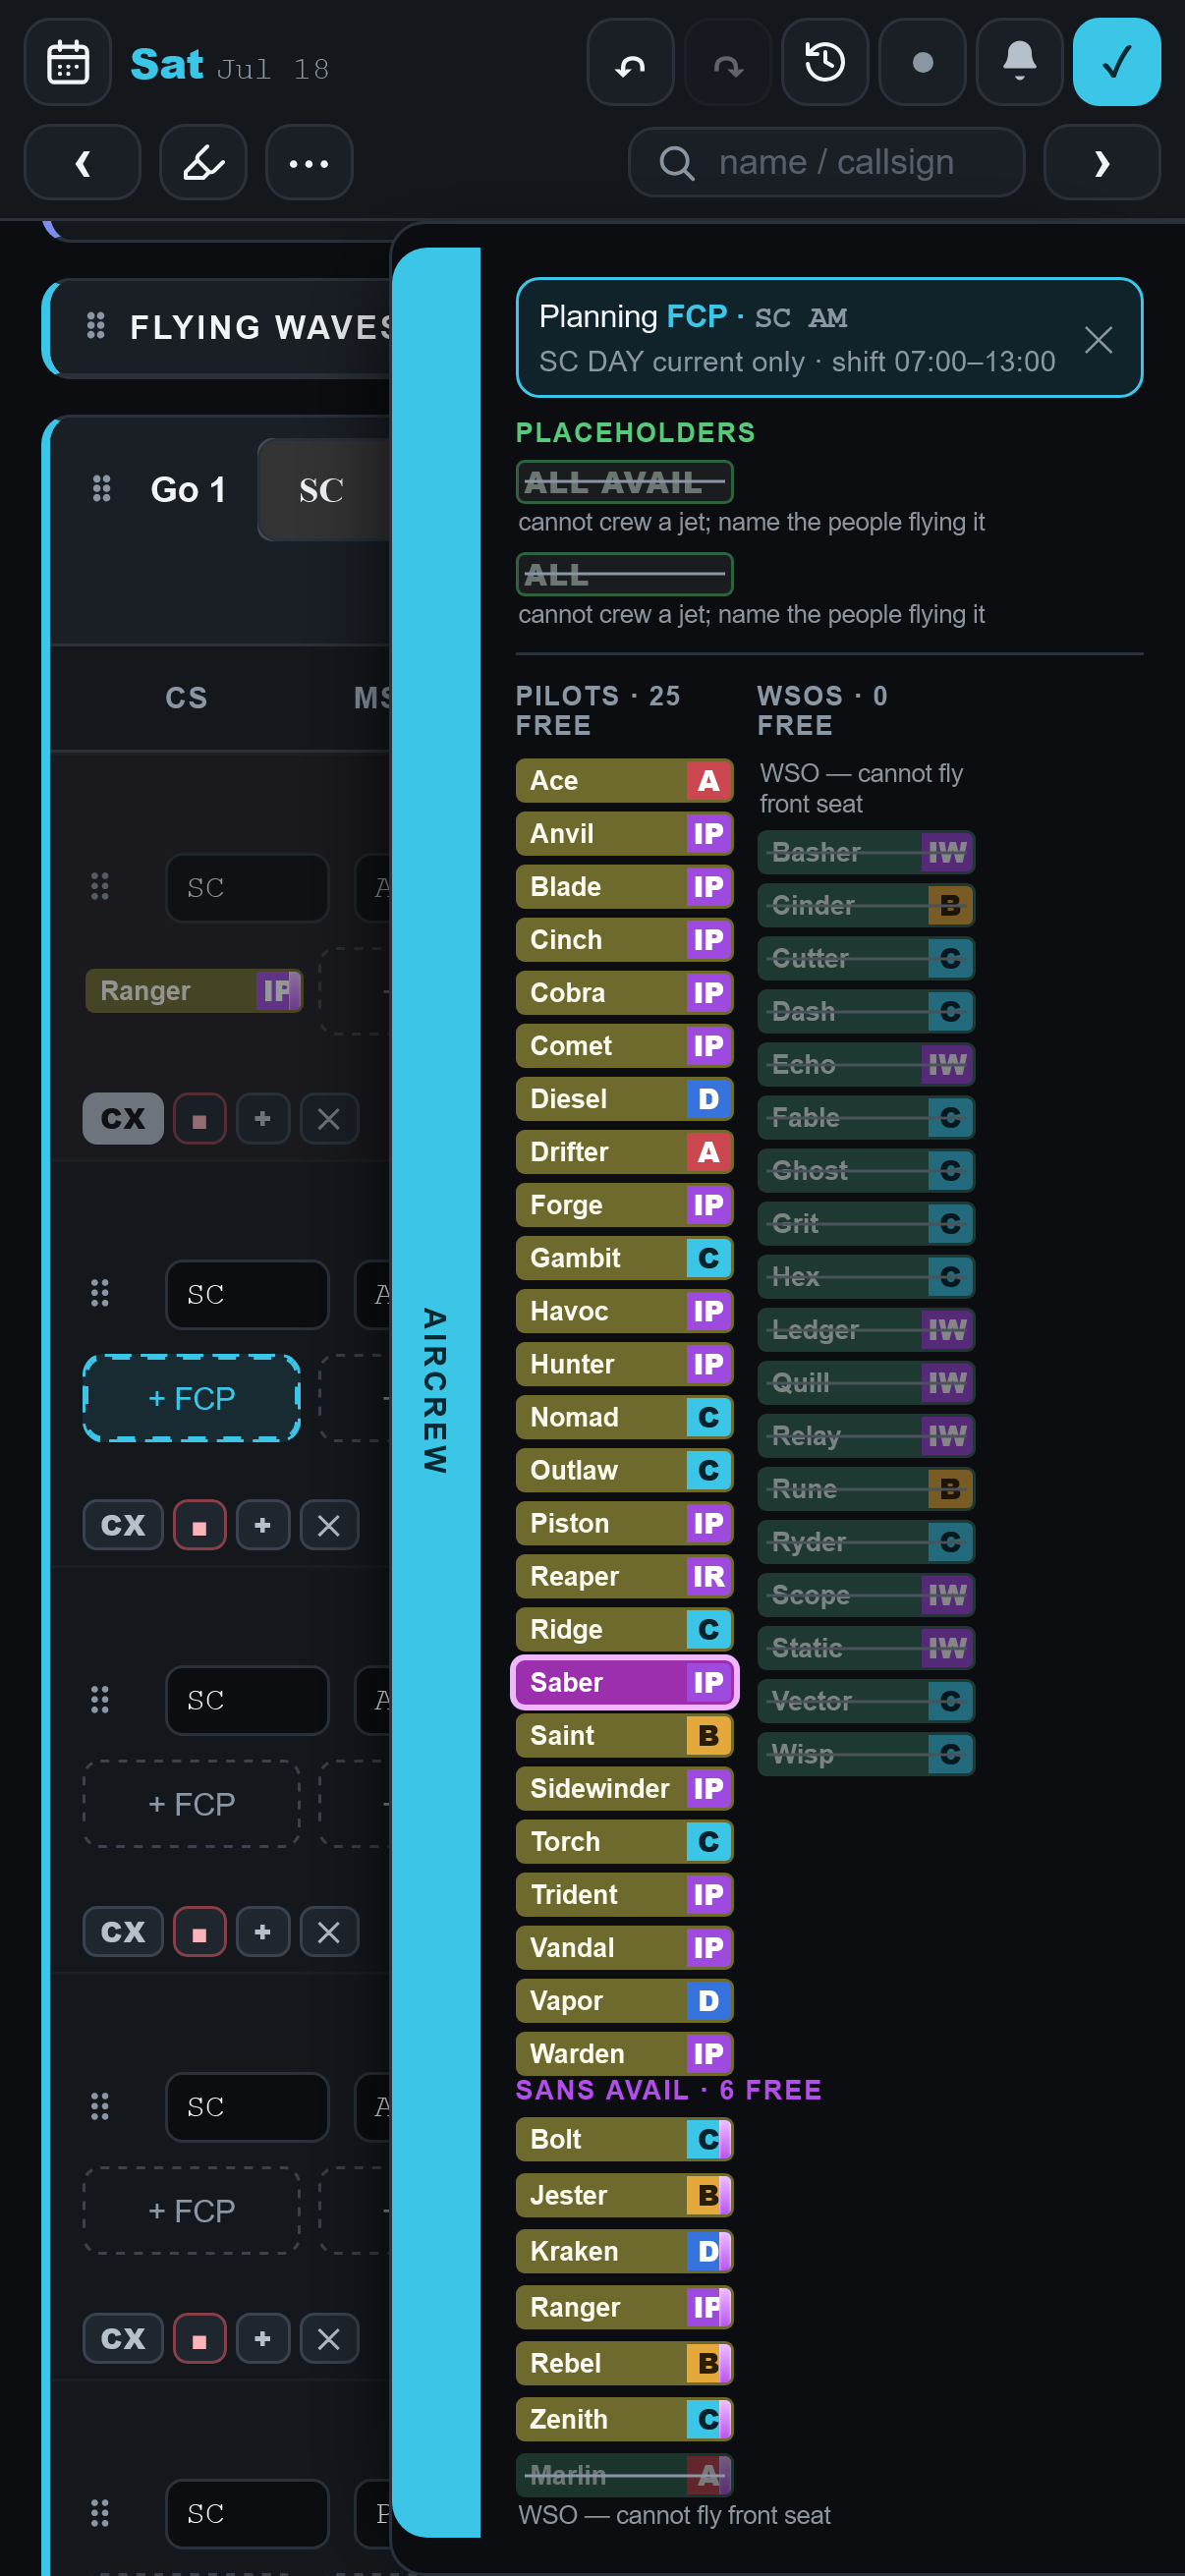 Sat Jul 18
name / callsign
FLYING WAVES
Go 1 SC
CS
SC
Ranger IP
CX
SC
+ FCP
CX
SC
+ FCP
CX
SC
+ FCP
CX
SC
AIRCREW
Planning FCP · SC AM
SC DAY current only · shift 07:00–13:00
PLACEHOLDERS
ALL AVAIL
cannot crew a jet; name the people flying it
ALL
cannot crew a jet; name the people flying it
PILOTS · 25
FREE
Ace A
Anvil IP
Blade IP
Cinch IP
Cobra IP
Comet IP
Diesel D
Drifter A
Forge IP
Gambit C
Havoc IP
Hunter IP
Nomad C
Outlaw C
Piston IP
Reaper IR
Ridge C
Saber IP
Saint B
Sidewinder IP
Torch C
Trident IP
Vandal IP
Vapor D
Warden IP
WSOS · 0
FREE
WSO — cannot fly
front seat
Basher IW
Cinder B
Cutter C
Dash C
Echo IW
Fable C
Ghost C
Grit C
Hex C
Ledger IW
Quill IW
Relay IW
Rune B
Ryder C
Scope IW
Static IW
Vector C
Wisp C
SANS AVAIL · 6 FREE
Bolt C
Jester B
Kraken D
Ranger IP
Rebel B
Zenith C
Marlin A
WSO — cannot fly front seat